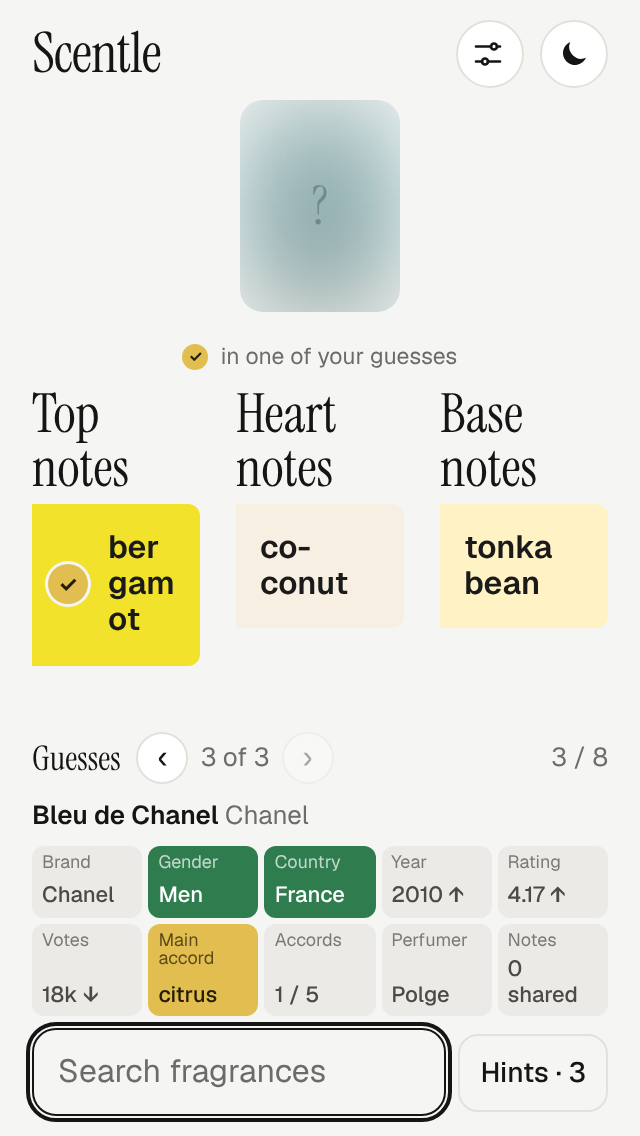 Scentle
?
in one of your guesses
Top
notes
ber
gam
ot
Heart
notes
co-
conut
Base
notes
tonka
bean
Guesses
‹
3 of 3
›
3 / 8
Bleu de Chanel Chanel
Brand
Chanel
Gender
Men
Country
France
Year
2010 ↑
Rating
4.17 ↑
Votes
18k ↓
Main
accord
citrus
Accords
1 / 5
Perfumer
Polge
Notes
0
shared
Search fragrances
Hints · 3